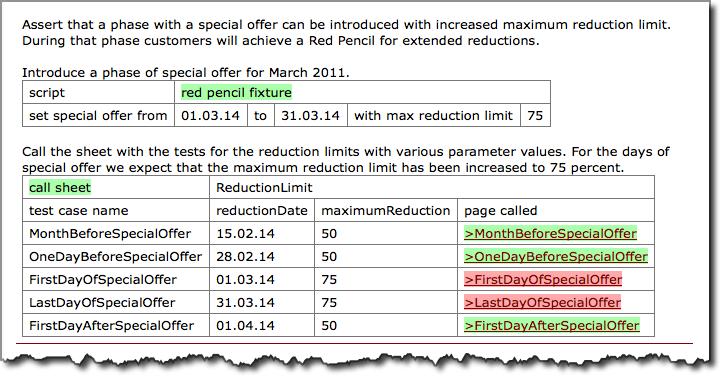 Assert that a phase with a special offer can be introduced with increased maximum reduction limit.
During that phase customers will achieve a Red Pencil for extended reductions.
Introduce a phase of special offer for March 2011.
script red pencil fixture
set special offer from 01.03.14 to 31.03.14 with max reduction limit 75
Call the sheet with the tests for the reduction limits with various parameter values. For the days of
special offer we expect that the maximum reduction limit has been increased to 75 percent.
call sheet ReductionLimit
test case name reductionDate maximumReduction page called
MonthBeforeSpecialOffer 15.02.14 50 >MonthBeforeSpecialOffer
OneDayBeforeSpecialOffer 28.02.14 50 >OneDayBeforeSpecialOffer
FirstDayOfSpecialOffer 01.03.14 75 >FirstDayOfSpecialOffer
LastDayOfSpecialOffer 31.03.14 75 >LastDayOfSpecialOffer
FirstDayAfterSpecialOffer 01.04.14 50 >FirstDayAfterSpecialOffer